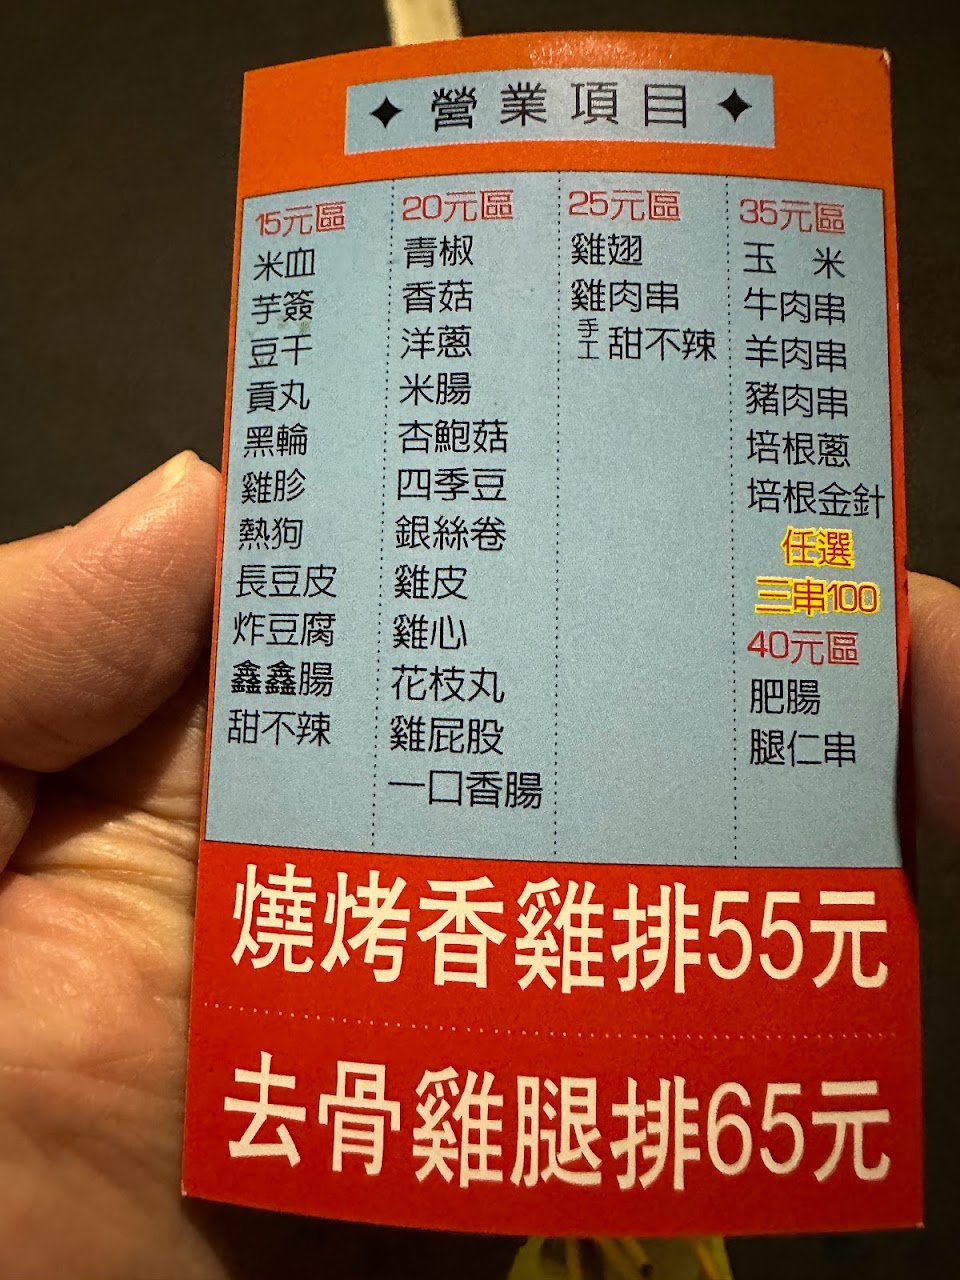 ✦ 營業項目 ✦
15元區
米血
芋簽
豆干
貢丸
黑輪
雞胗
熱狗
長豆皮
炸豆腐
鑫鑫腸
甜不辣
20元區
青椒
香菇
洋蔥
米腸
杏鮑菇
四季豆
銀絲卷
雞皮
雞心
花枝丸
雞屁股
一口香腸
25元區
雞翅
雞肉串
手工甜不辣
35元區
玉 米
牛肉串
羊肉串
豬肉串
培根蔥
培根金針
任選
三串100
40元區
肥腸
腿仁串
燒烤香雞排55元
去骨雞腿排65元